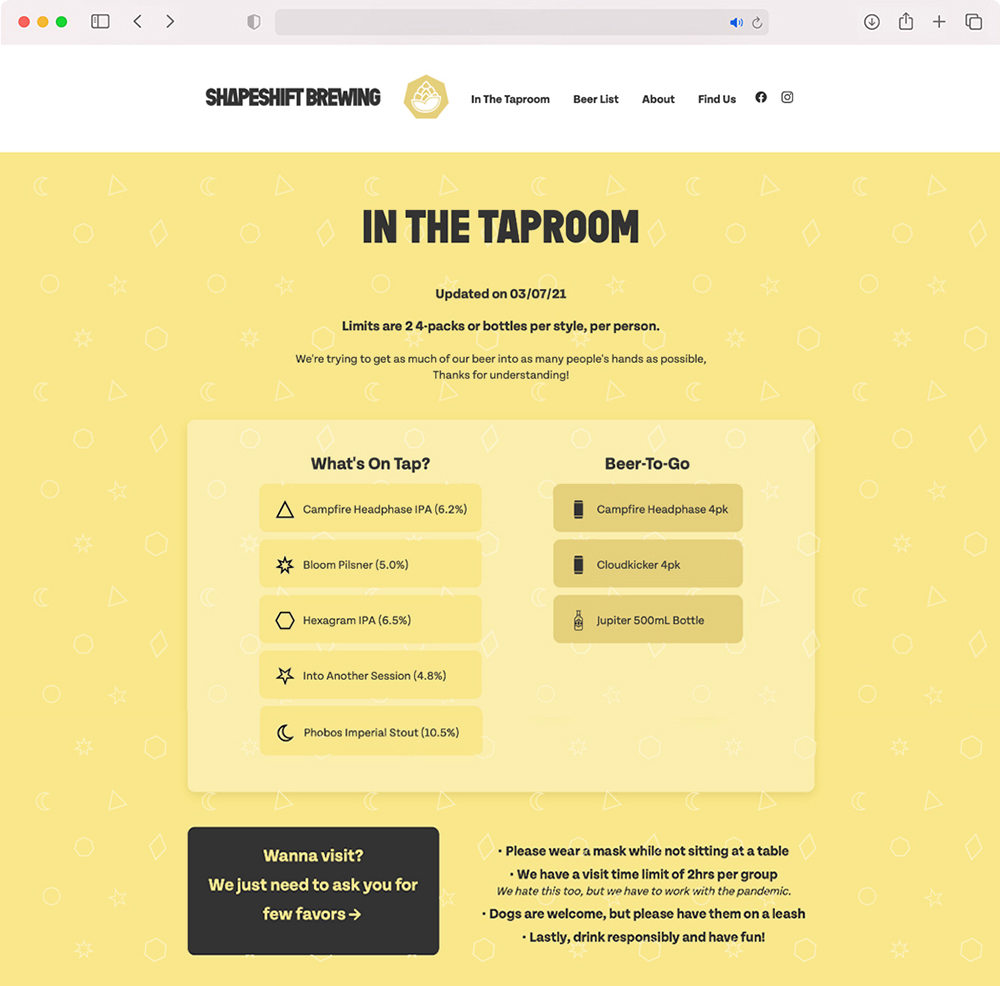 SHAPESHIFT BREWING
In The Taproom Beer List About Find Us
IN THE TAPROOM
Updated on 03/07/21
Limits are 2 4-packs or bottles per style, per person.
We're trying to get as much of our beer into as many people's hands as possible,
Thanks for understanding!
What's On Tap?
Campfire Headphase IPA (6.2%)
Bloom Pilsner (5.0%)
Hexagram IPA (6.5%)
Into Another Session (4.8%)
Phobos Imperial Stout (10.5%)
Beer-To-Go
Campfire Headphase 4pk
Cloudkicker 4pk
Jupiter 500mL Bottle
Wanna visit?
We just need to ask you for
few favors →
• Please wear a mask while not sitting at a table
• We have a visit time limit of 2hrs per group
We hate this too, but we have to work with the pandemic.
• Dogs are welcome, but please have them on a leash
• Lastly, drink responsibly and have fun!